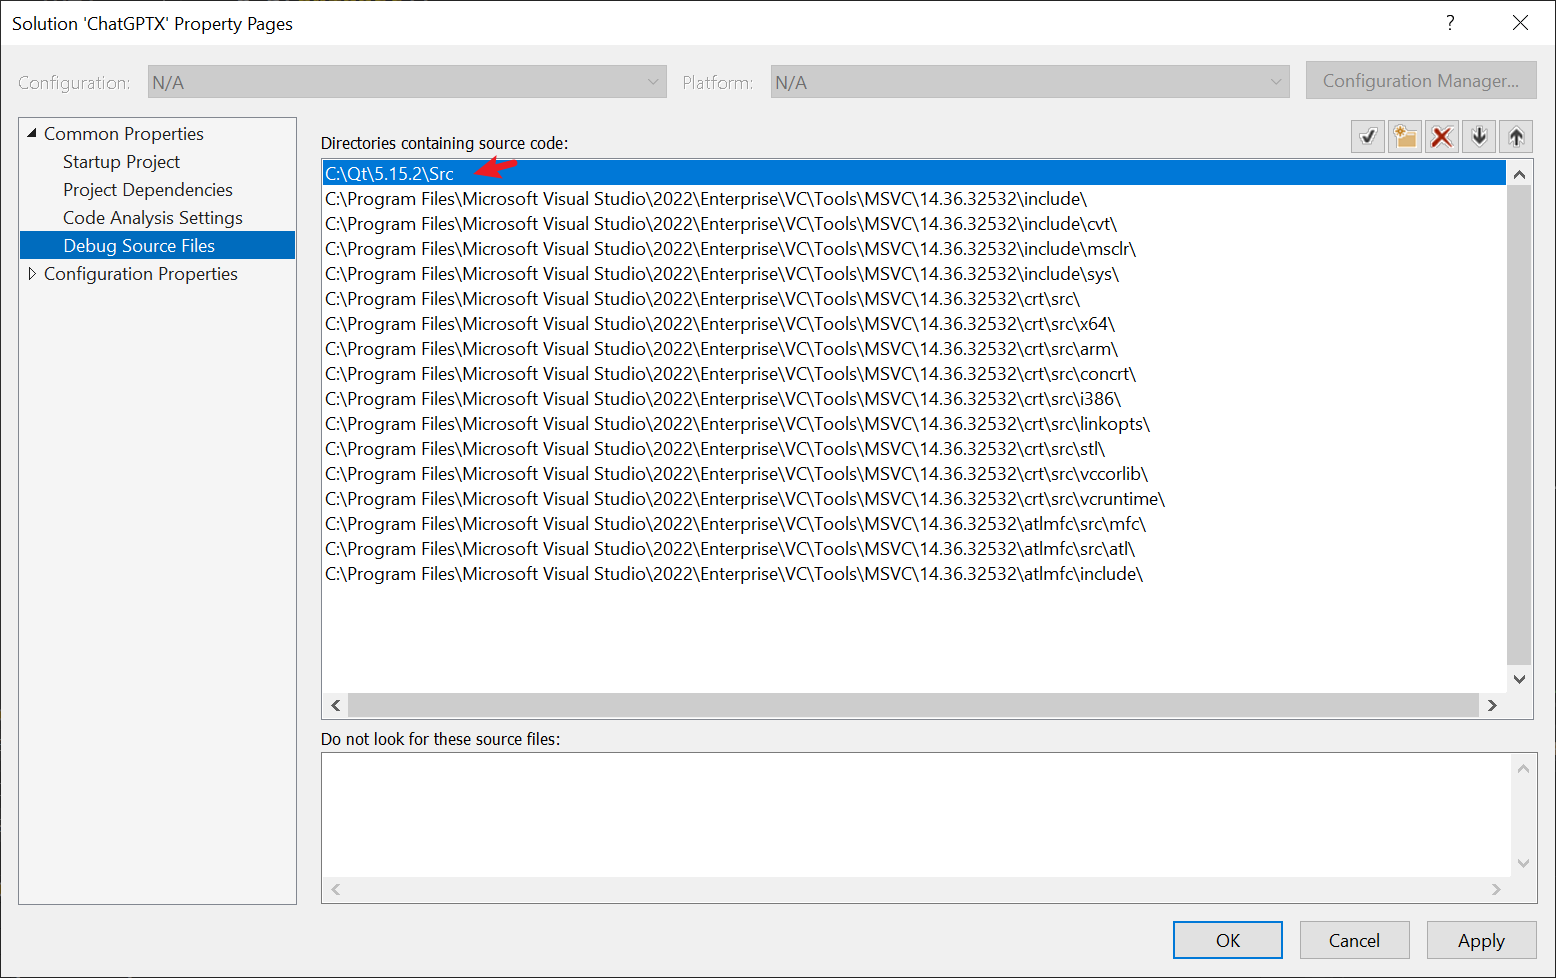 Solution 'ChatGPTX' Property Pages
?
Configuration: N/A Platform: N/A Configuration Manager...
Common Properties
Startup Project
Project Dependencies
Code Analysis Settings
Debug Source Files
Configuration Properties
Directories containing source code:
C:\Qt\5.15.2\Src
C:\Program Files\Microsoft Visual Studio\2022\Enterprise\VC\Tools\MSVC\14.36.32532\include\
C:\Program Files\Microsoft Visual Studio\2022\Enterprise\VC\Tools\MSVC\14.36.32532\include\cvt\
C:\Program Files\Microsoft Visual Studio\2022\Enterprise\VC\Tools\MSVC\14.36.32532\include\msclr\
C:\Program Files\Microsoft Visual Studio\2022\Enterprise\VC\Tools\MSVC\14.36.32532\include\sys\
C:\Program Files\Microsoft Visual Studio\2022\Enterprise\VC\Tools\MSVC\14.36.32532\crt\src\
C:\Program Files\Microsoft Visual Studio\2022\Enterprise\VC\Tools\MSVC\14.36.32532\crt\src\x64\
C:\Program Files\Microsoft Visual Studio\2022\Enterprise\VC\Tools\MSVC\14.36.32532\crt\src\arm\
C:\Program Files\Microsoft Visual Studio\2022\Enterprise\VC\Tools\MSVC\14.36.32532\crt\src\concrt\
C:\Program Files\Microsoft Visual Studio\2022\Enterprise\VC\Tools\MSVC\14.36.32532\crt\src\i386\
C:\Program Files\Microsoft Visual Studio\2022\Enterprise\VC\Tools\MSVC\14.36.32532\crt\src\linkopts\
C:\Program Files\Microsoft Visual Studio\2022\Enterprise\VC\Tools\MSVC\14.36.32532\crt\src\stl\
C:\Program Files\Microsoft Visual Studio\2022\Enterprise\VC\Tools\MSVC\14.36.32532\crt\src\vccorlib\
C:\Program Files\Microsoft Visual Studio\2022\Enterprise\VC\Tools\MSVC\14.36.32532\crt\src\vcruntime\
C:\Program Files\Microsoft Visual Studio\2022\Enterprise\VC\Tools\MSVC\14.36.32532\atlmfc\src\mfc\
C:\Program Files\Microsoft Visual Studio\2022\Enterprise\VC\Tools\MSVC\14.36.32532\atlmfc\src\atl\
C:\Program Files\Microsoft Visual Studio\2022\Enterprise\VC\Tools\MSVC\14.36.32532\atlmfc\include\
Do not look for these source files:
OK Cancel Apply